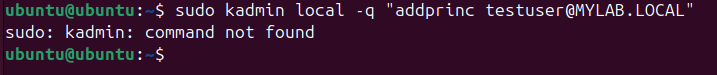 ubuntu@ubuntu:~$ sudo kadmin local -q "addprinc testuser@MYLAB.LOCAL"
sudo: kadmin: command not found
ubuntu@ubuntu:~$